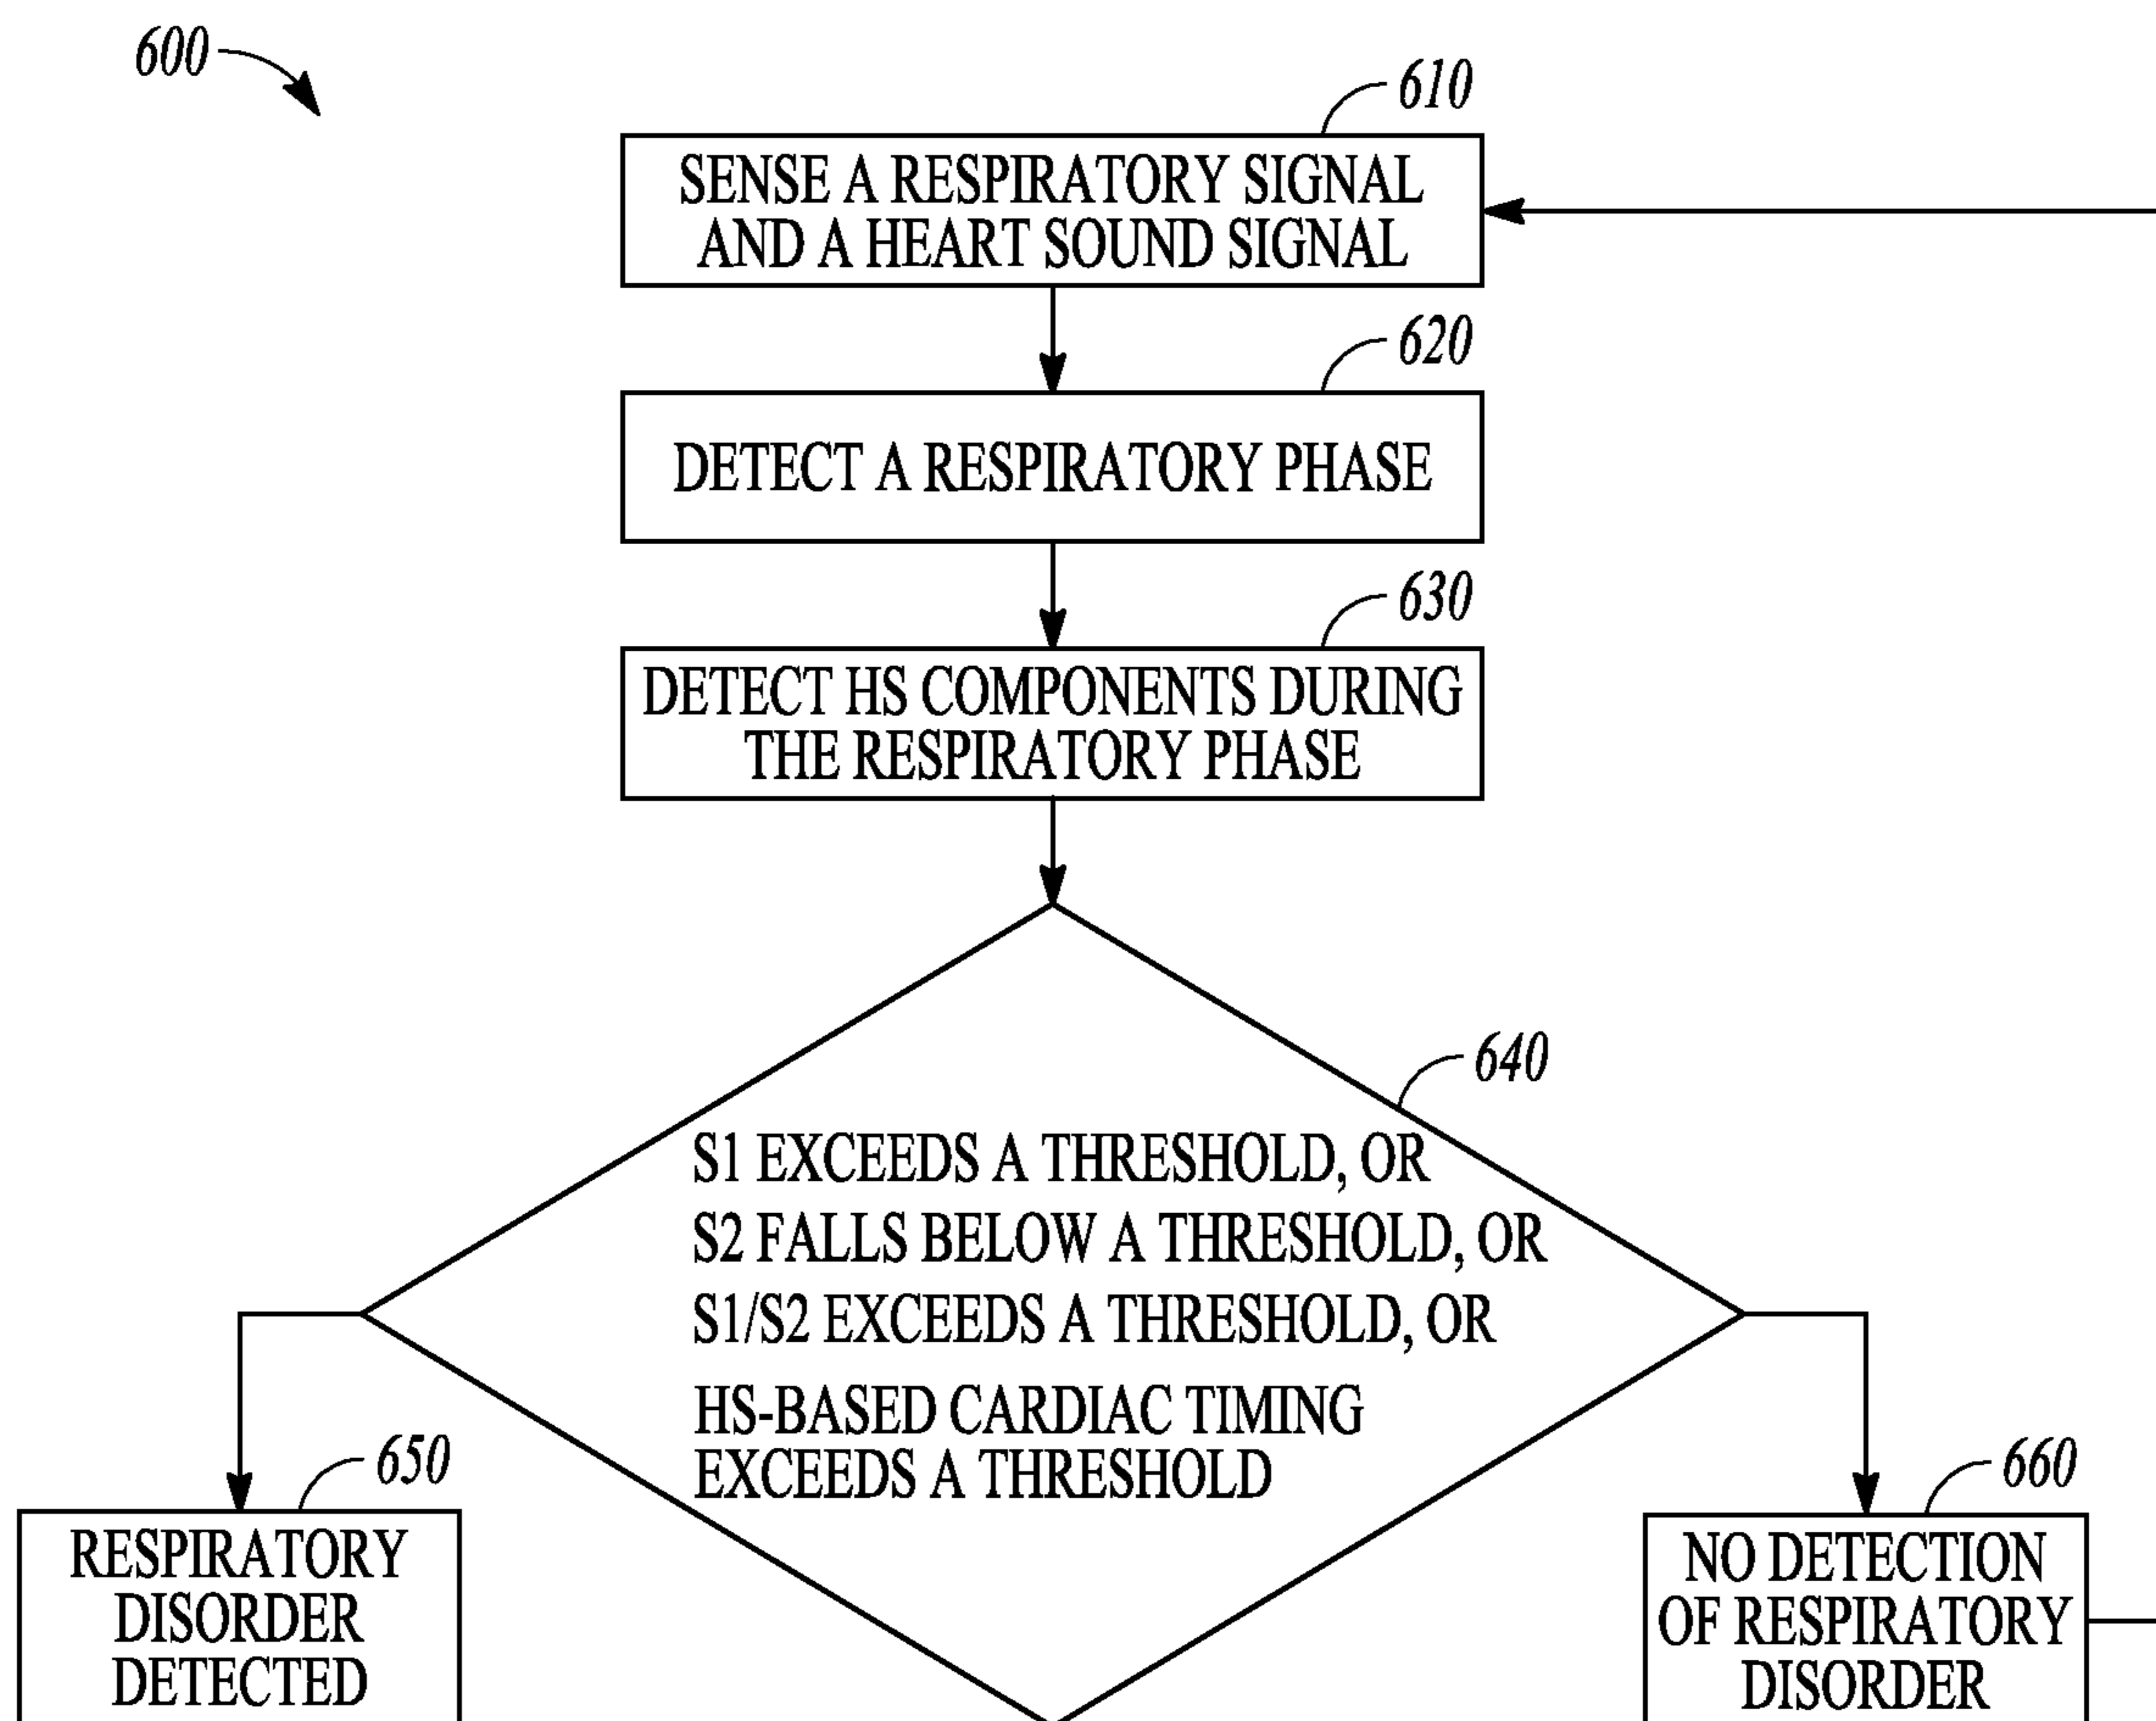 600
610
SENSE A RESPIRATORY SIGNAL
AND A HEART SOUND SIGNAL
620
DETECT A RESPIRATORY PHASE
630
DETECT HS COMPONENTS DURING
THE RESPIRATORY PHASE
640
S1 EXCEEDS A THRESHOLD, OR
S2 FALLS BELOW A THRESHOLD, OR
S1/S2 EXCEEDS A THRESHOLD, OR
HS-BASED CARDIAC TIMING
EXCEEDS A THRESHOLD
650
RESPIRATORY
DISORDER
DETECTED
660
NO DETECTION
OF RESPIRATORY
DISORDER